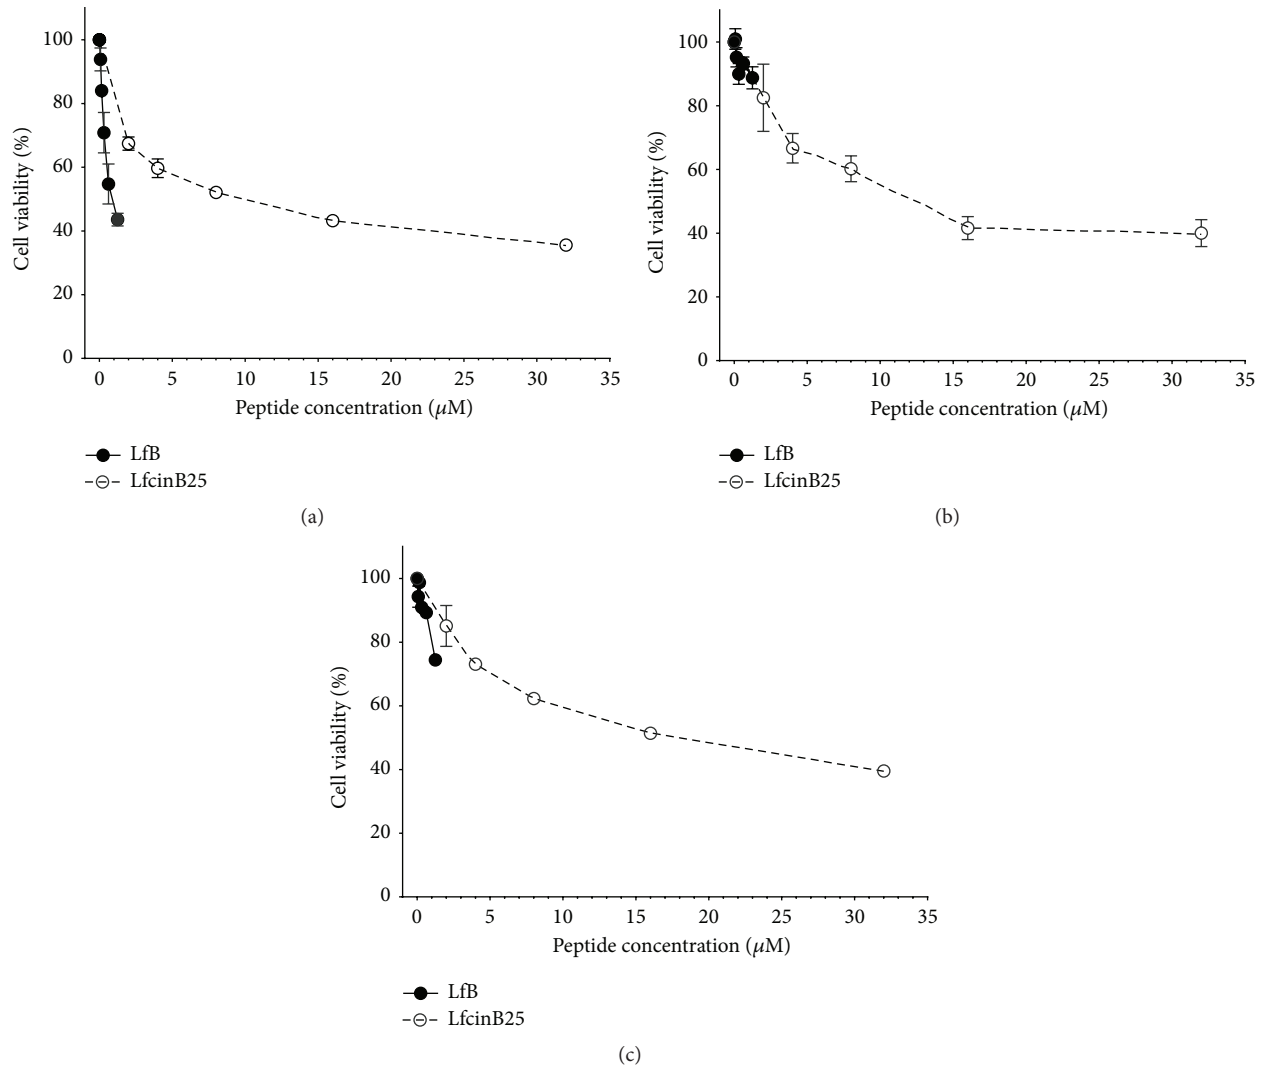 100
80
60
40
20
0
Cell viability (%)
0 5 10 15 20 25 30 35
Peptide concentration (μM)
LfB
LfcinB25
(a)
100
80
60
40
20
0
Cell viability (%)
0 5 10 15 20 25 30 35
Peptide concentration (μM)
LfB
LfcinB25
(b)
100
80
60
40
20
0
Cell viability (%)
0 5 10 15 20 25 30 35
Peptide concentration (μM)
LfB
LfcinB25
(c)